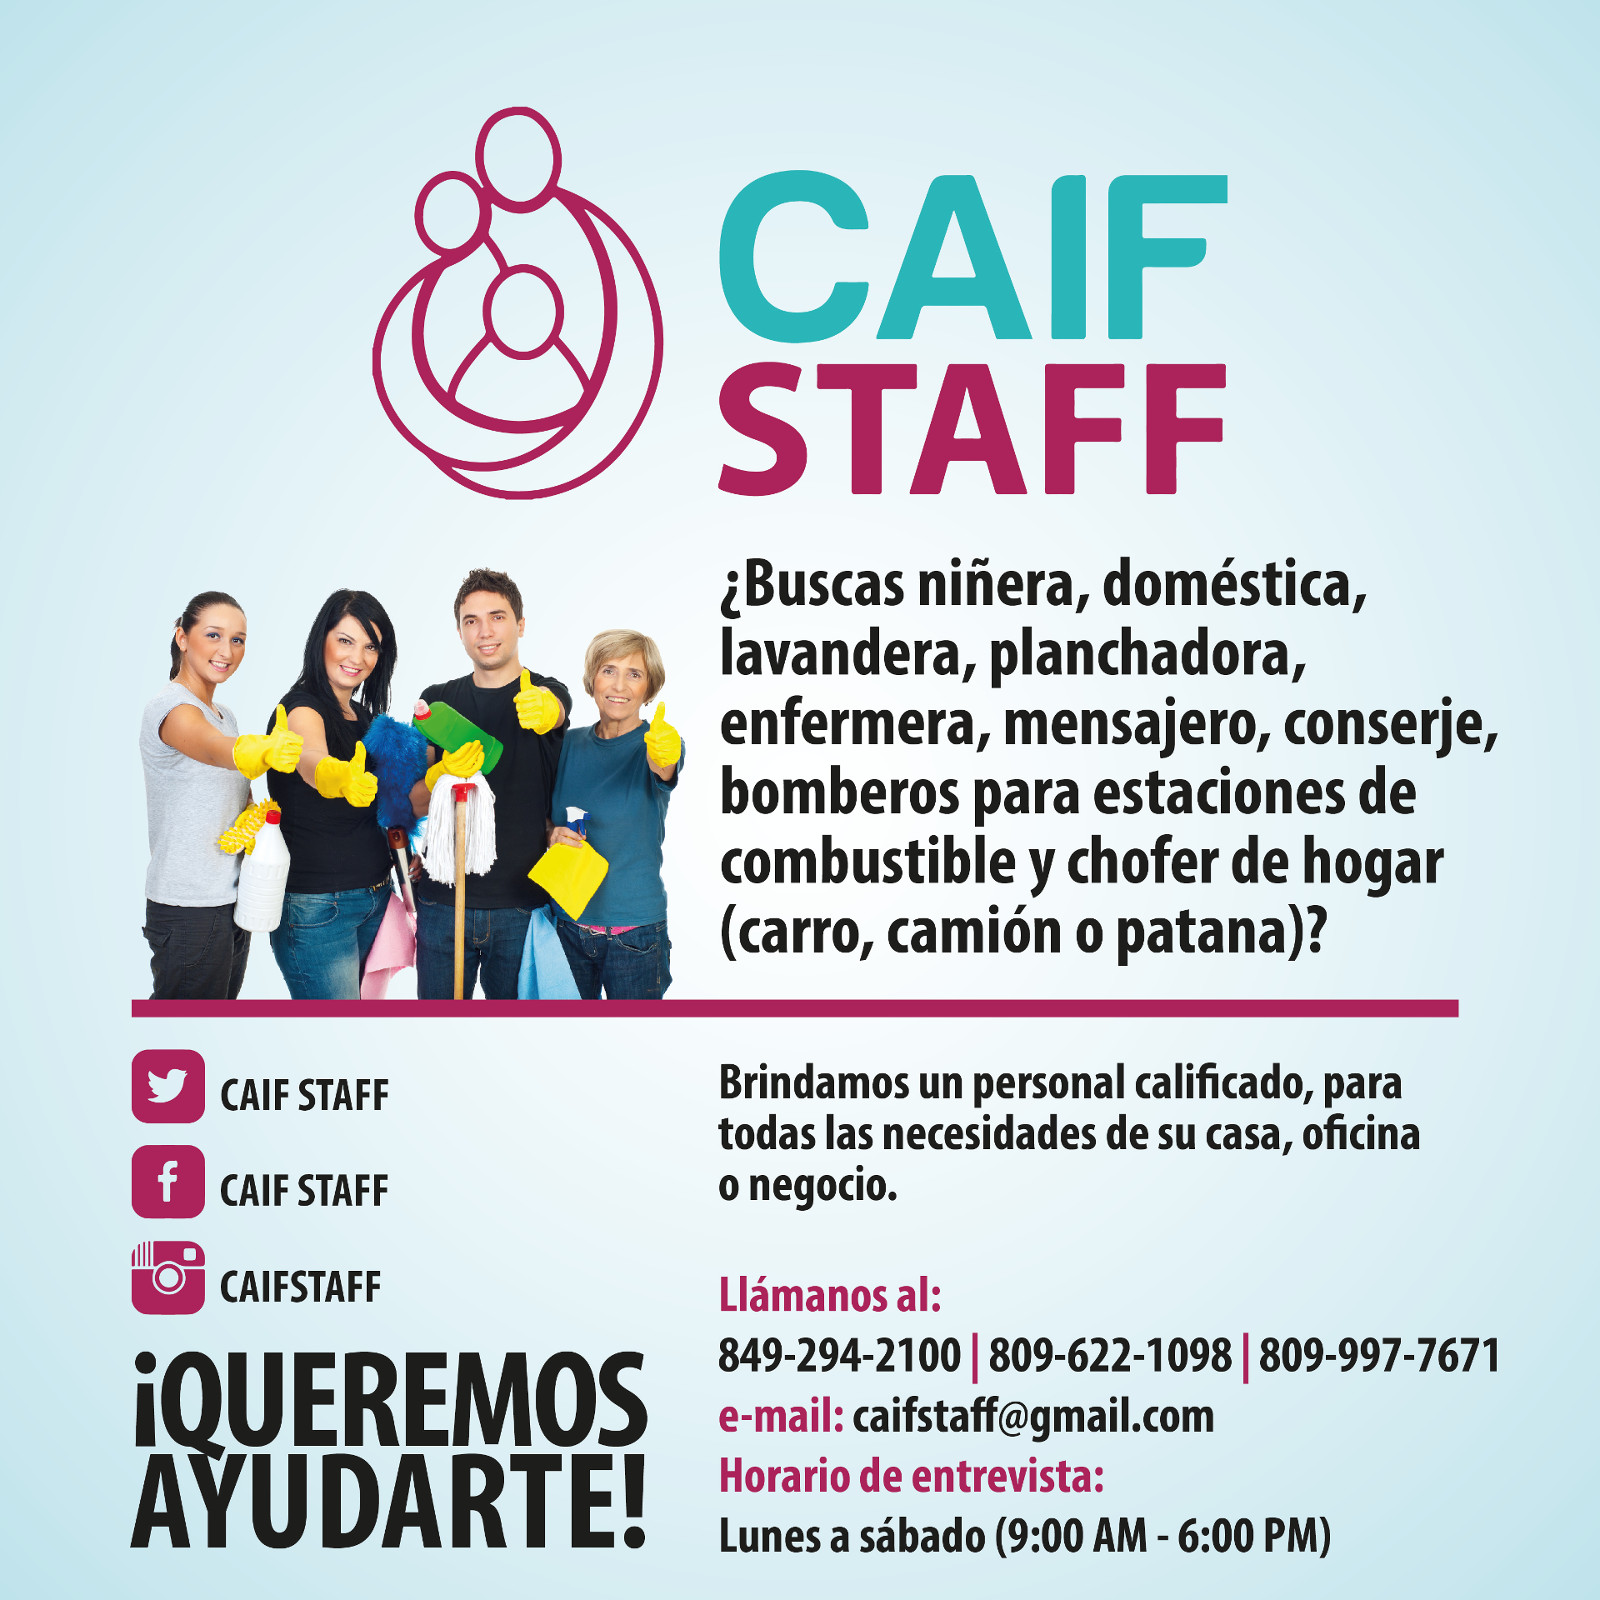 CAIF
STAFF
¿Buscas niñera, doméstica,
lavandera, planchadora,
enfermera, mensajero, conserje,
bomberos para estaciones de
combustible y chofer de hogar
(carro, camión o patana)?
CAIF STAFF
CAIF STAFF
CAIFSTAFF
¡QUEREMOS
AYUDARTE!
Brindamos un personal calificado, para
todas las necesidades de su casa, oficina
o negocio.
Llámanos al:
849-294-2100 | 809-622-1098 | 809-997-7671
e-mail: caifstaff@gmail.com
Horario de entrevista:
Lunes a sábado (9:00 AM - 6:00 PM)